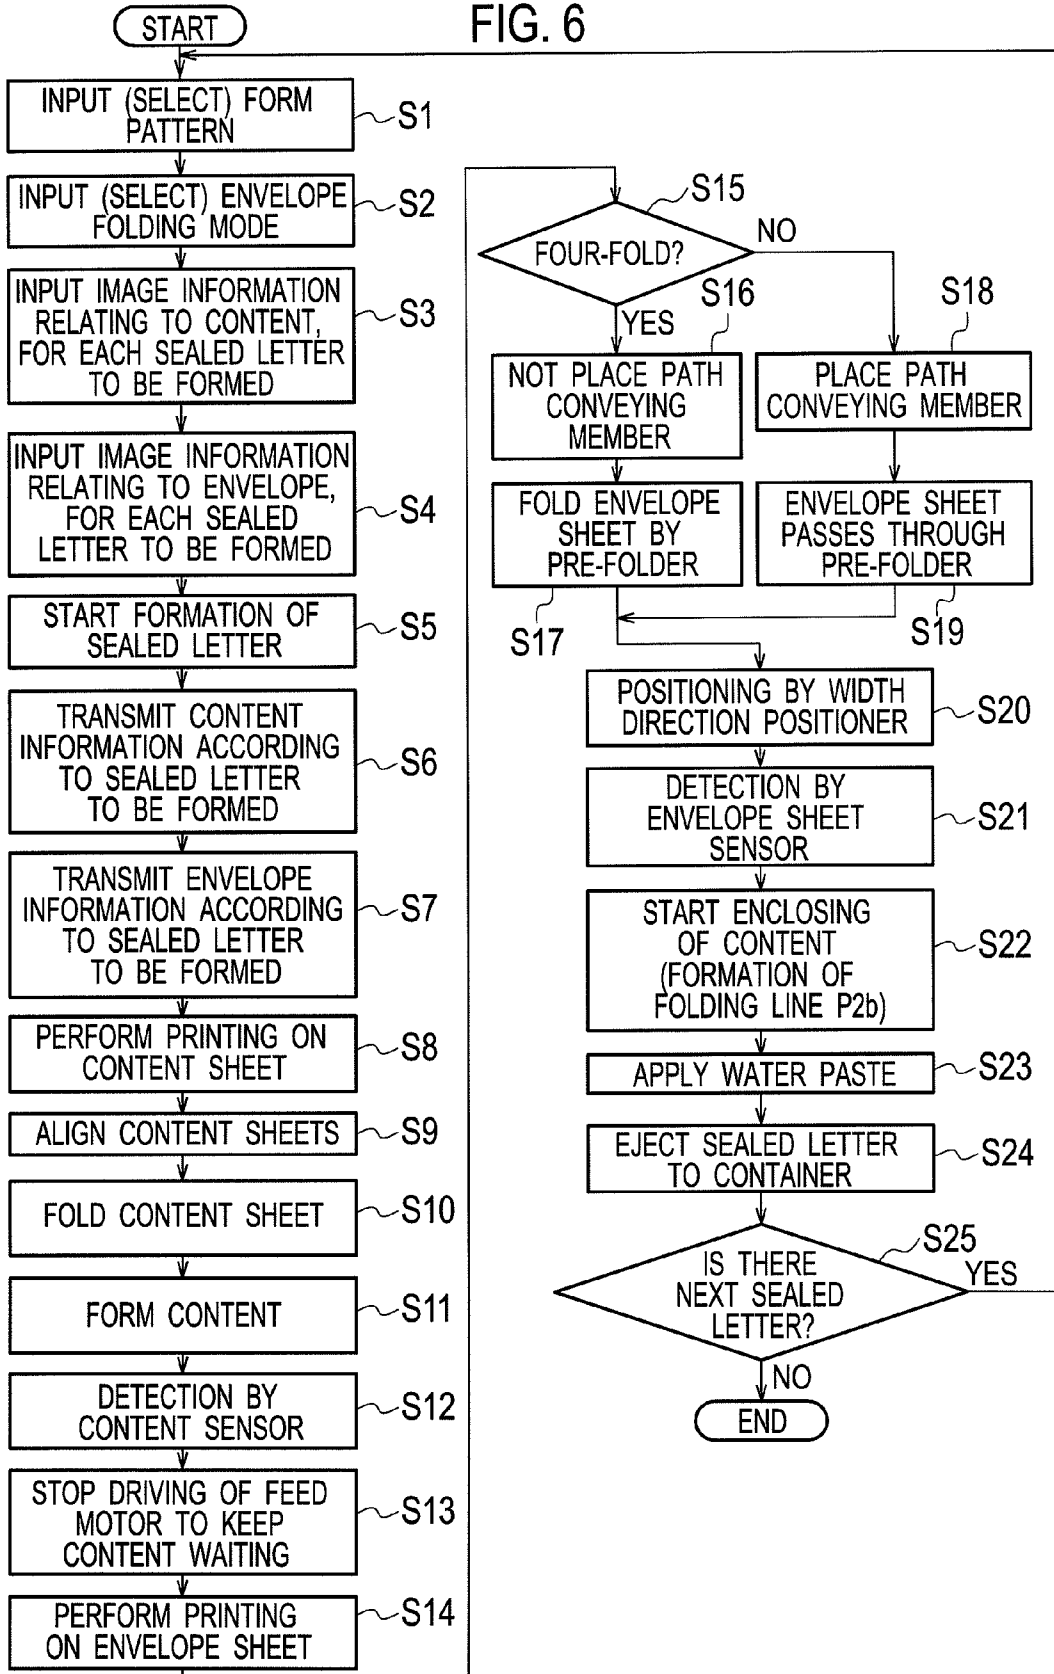 FIG. 6
START
INPUT (SELECT) FORM
PATTERN
S1
INPUT (SELECT) ENVELOPE
FOLDING MODE
S2
INPUT IMAGE INFORMATION
RELATING TO CONTENT,
FOR EACH SEALED LETTER
TO BE FORMED
S3
INPUT IMAGE INFORMATION
RELATING TO ENVELOPE,
FOR EACH SEALED
LETTER TO BE FORMED
S4
START FORMATION OF
SEALED LETTER
S5
TRANSMIT CONTENT
INFORMATION ACCORDING
TO SEALED LETTER
TO BE FORMED
S6
TRANSMIT ENVELOPE
INFORMATION ACCORDING
TO SEALED LETTER
TO BE FORMED
S7
PERFORM PRINTING ON
CONTENT SHEET
S8
ALIGN CONTENT SHEETS
S9
FOLD CONTENT SHEET
S10
FORM CONTENT
S11
DETECTION BY
CONTENT SENSOR
S12
STOP DRIVING OF FEED
MOTOR TO KEEP
CONTENT WAITING
S13
PERFORM PRINTING
ON ENVELOPE SHEET
S14
S15
FOUR-FOLD?
NO
YES
S16
NOT PLACE PATH
CONVEYING
MEMBER
S18
PLACE PATH
CONVEYING MEMBER
FOLD ENVELOPE
SHEET BY
PRE-FOLDER
S17
ENVELOPE SHEET
PASSES THROUGH
PRE-FOLDER
S19
POSITIONING BY WIDTH
DIRECTION POSITIONER
S20
DETECTION BY
ENVELOPE SHEET
SENSOR
S21
START ENCLOSING
OF CONTENT
(FORMATION OF
FOLDING LINE P2b)
S22
APPLY WATER PASTE
S23
EJECT SEALED LETTER
TO CONTAINER
S24
S25
IS THERE
NEXT SEALED
LETTER?
YES
NO
END